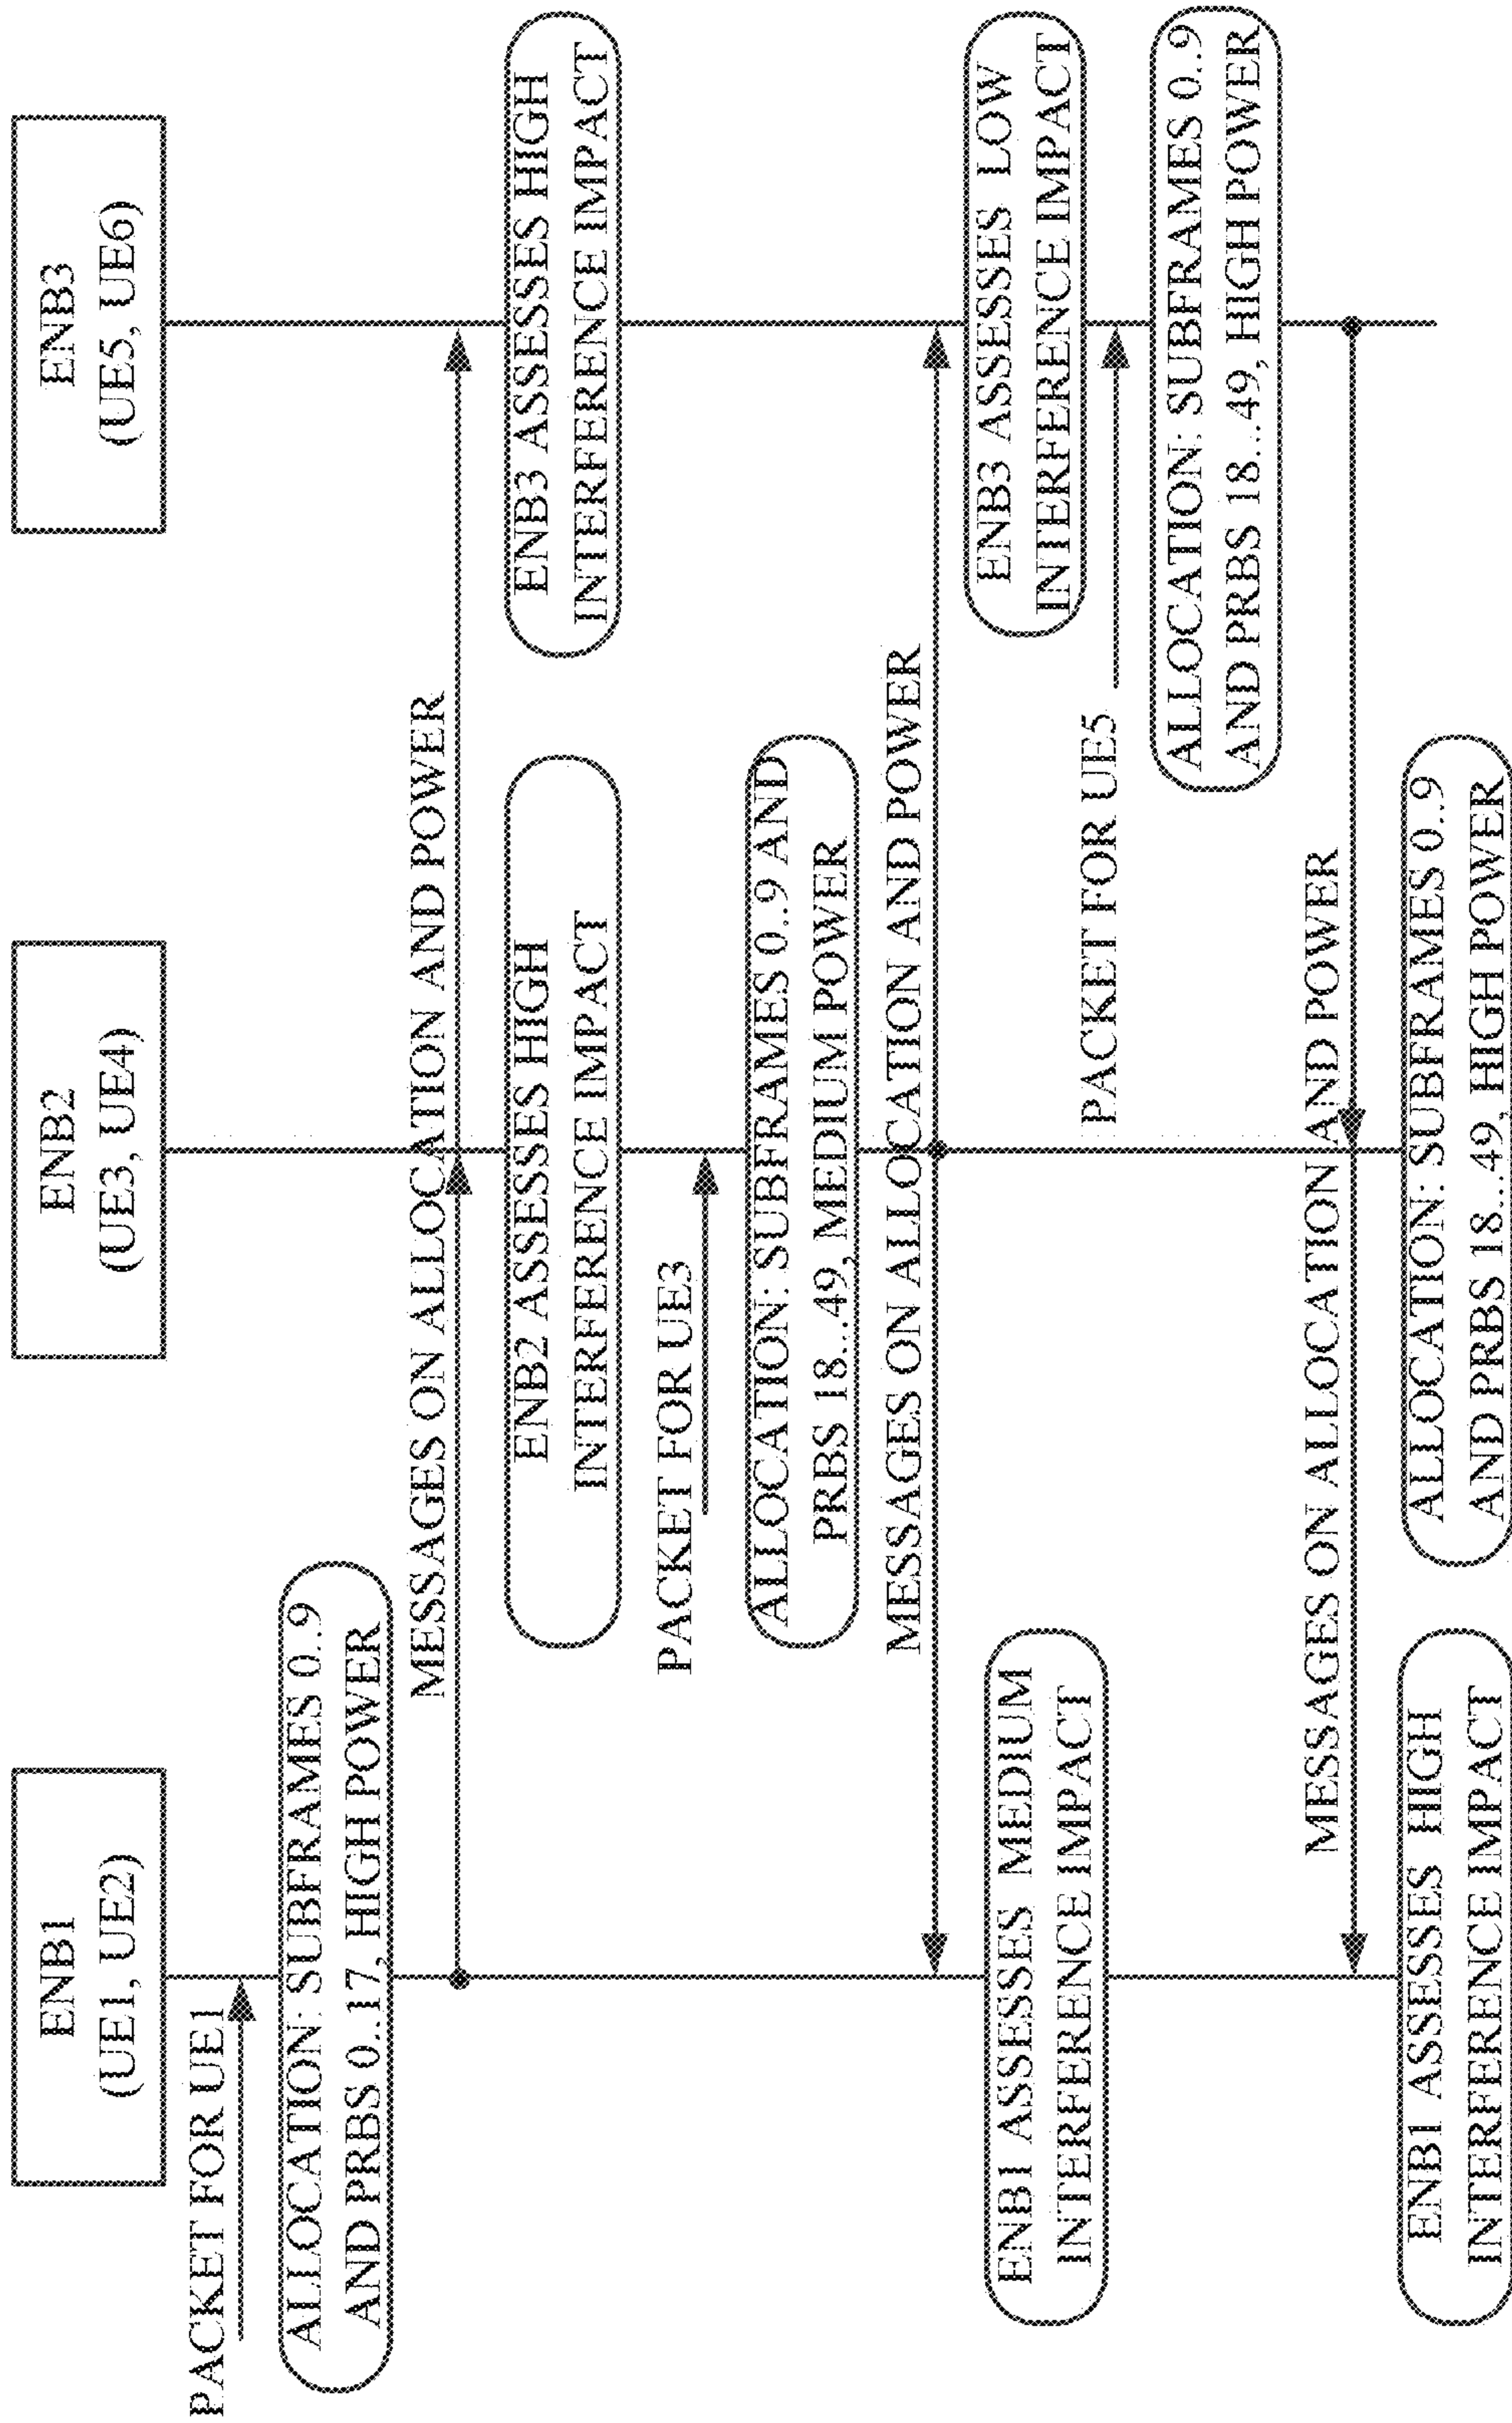 ENB1
(UE1, UE2)
ENB2
(UE3, UE4)
ENB3
(UE5, UE6)
PACKET FOR UE1
ALLOCATION: SUBFRAMES 0..9
AND PRBS 0..17, HIGH POWER
MESSAGES ON ALLOCATION AND POWER
ENB2 ASSESSES HIGH
INTERFERENCE IMPACT
ENB3 ASSESSES HIGH
INTERFERENCE IMPACT
PACKET FOR UE3
ALLOCATION: SUBFRAMES 0..9 AND
PRBS 18...49, MEDIUM POWER
MESSAGES ON ALLOCATION AND POWER
ENB1 ASSESSES MEDIUM
INTERFERENCE IMPACT
ENB3 ASSESSES LOW
INTERFERENCE IMPACT
PACKET FOR UE5
ALLOCATION: SUBFRAMES 0..9
AND PRBS 18...49, HIGH POWER
MESSAGES ON ALLOCATION AND POWER
ENB1 ASSESSES HIGH
INTERFERENCE IMPACT
ALLOCATION: SUBFRAMES 0..9
AND PRBS 18...49, HIGH POWER